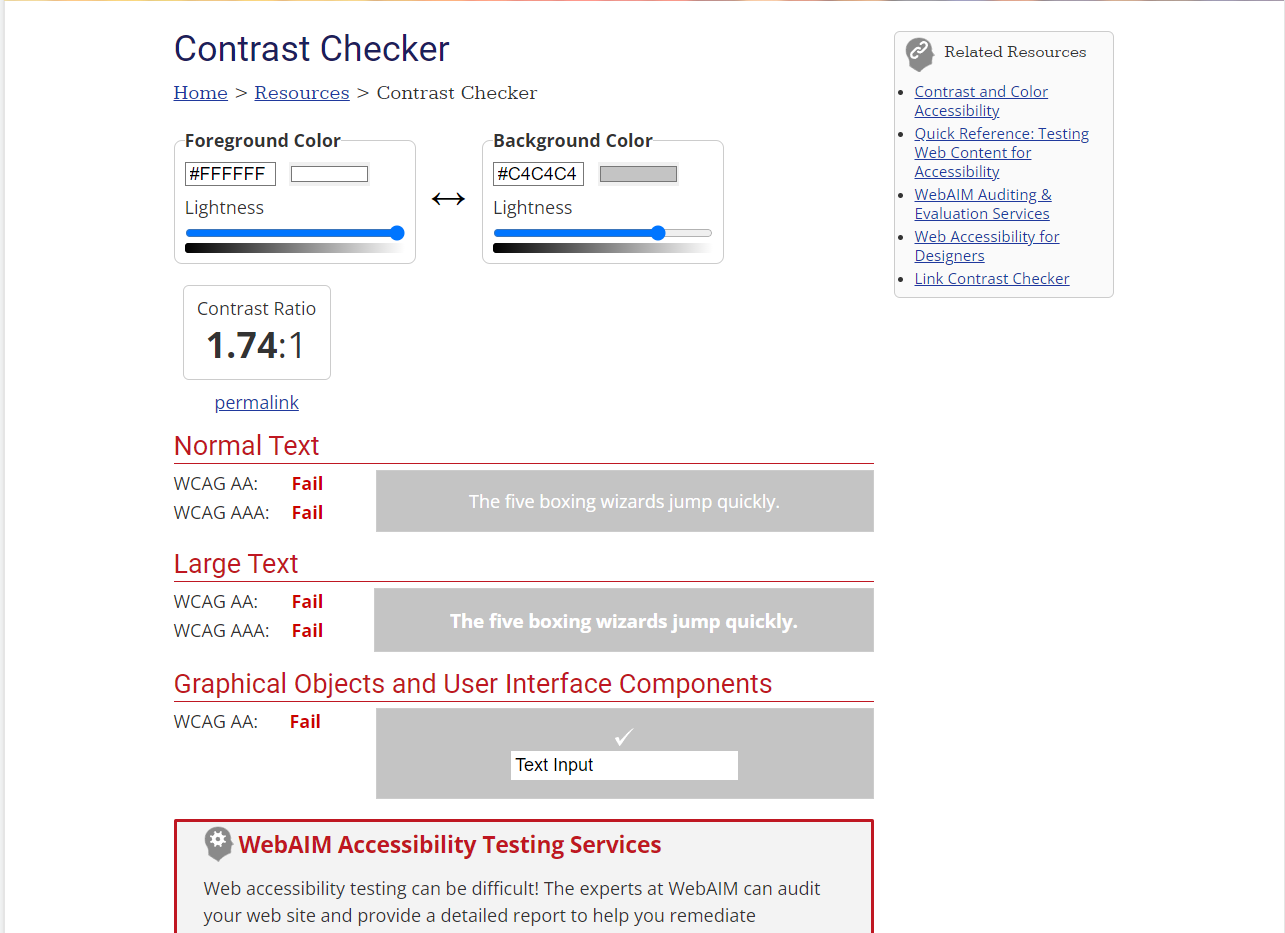 Contrast Checker
Home > Resources > Contrast Checker
Foreground Color
#FFFFFF
Lightness
Background Color
#C4C4C4
Lightness
Contrast Ratio
1.74:1
permalink
Normal Text
WCAG AA: Fail
WCAG AAA: Fail
The five boxing wizards jump quickly.
Large Text
WCAG AA: Fail
WCAG AAA: Fail
The five boxing wizards jump quickly.
Graphical Objects and User Interface Components
WCAG AA: Fail
✓
Text Input
WebAIM Accessibility Testing Services
Web accessibility testing can be difficult! The experts at WebAIM can audit
your web site and provide a detailed report to help you remediate
Related Resources
Contrast and Color
Accessibility
Quick Reference: Testing
Web Content for
Accessibility
WebAIM Auditing &
Evaluation Services
Web Accessibility for
Designers
Link Contrast Checker